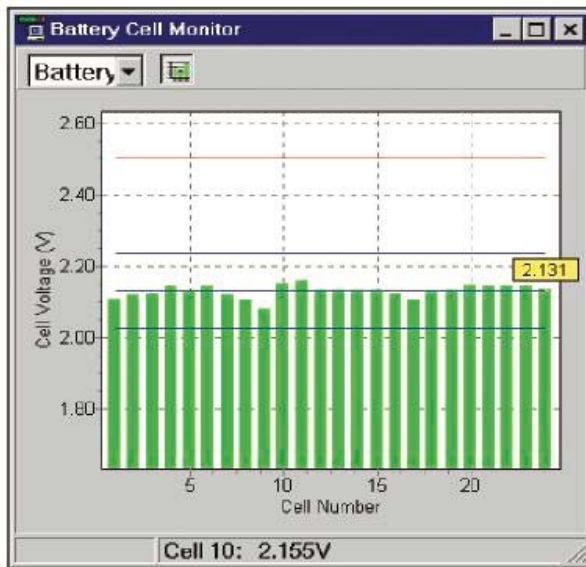 Battery Cell Monitor
Battery
2.60
2.40
2.20
2.00
1.80
Cell Voltage (V)
2.131
5 10 15 20
Cell Number
Cell 10: 2.155V